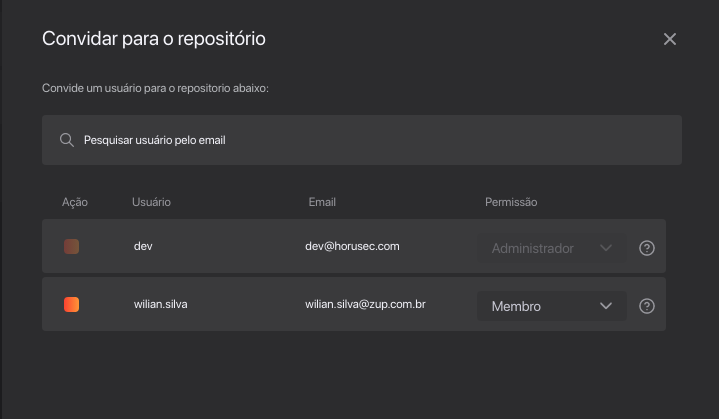 Convidar para o repositório
Convide um usuário para o repositorio abaixo:
Pesquisar usuário pelo email
Ação Usuário Email Permissão
dev dev@horusec.com Administrador
wilian.silva wilian.silva@zup.com.br Membro